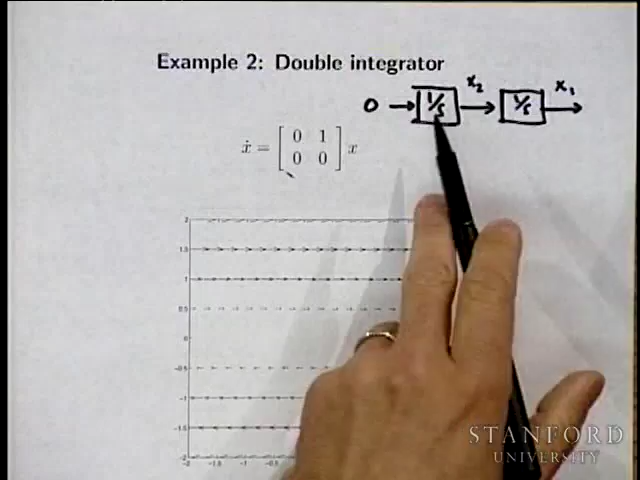 Example 2: Double integrator
0 → 1/s x₂ → 1/s x₁ →
ẋ = [ 0 1
0 0 ] x
2
1.5
1
0.5
0
-0.5
-1
-1.5
-2
-2 -1.5 -1 -0.5
STANFORD
UNIVERSITY